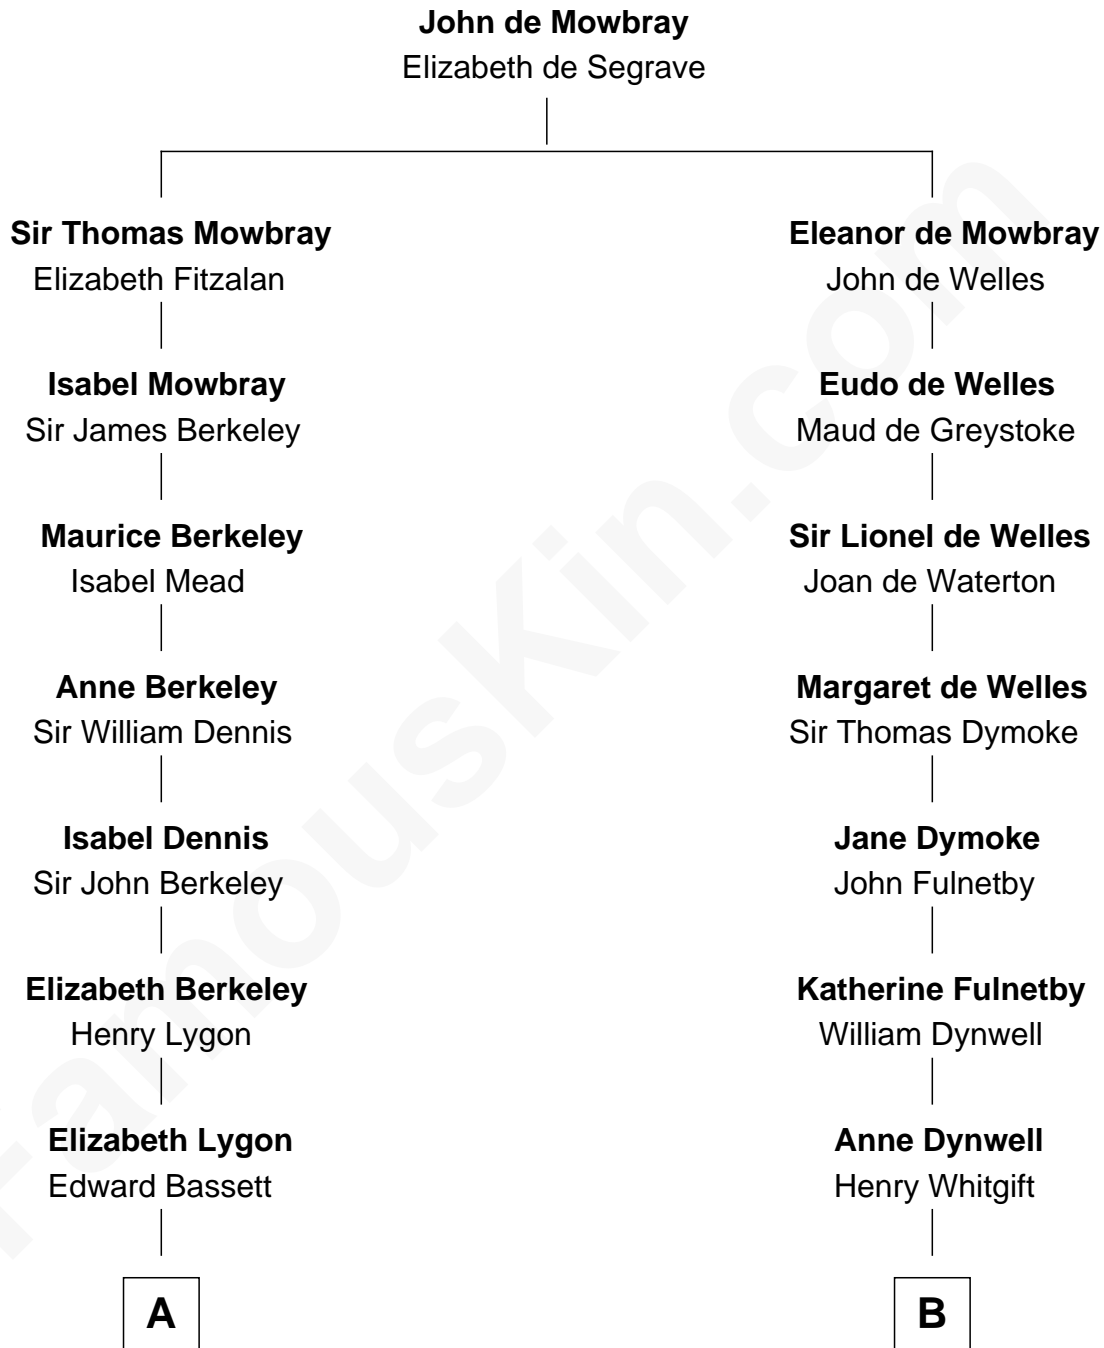 John de Mowbray
Elizabeth de Segrave
Sir Thomas Mowbray
Elizabeth Fitzalan
Eleanor de Mowbray
John de Welles
Isabel Mowbray
Sir James Berkeley
Eudo de Welles
Maud de Greystoke
Maurice Berkeley
Isabel Mead
Sir Lionel de Welles
Joan de Waterton
Anne Berkeley
Sir William Dennis
Margaret de Welles
Sir Thomas Dymoke
Isabel Dennis
Sir John Berkeley
Jane Dymoke
John Fulnetby
Elizabeth Berkeley
Henry Lygon
Katherine Fulnetby
William Dynwell
Elizabeth Lygon
Edward Bassett
Anne Dynwell
Henry Whitgift
A
B
FamousKin.com